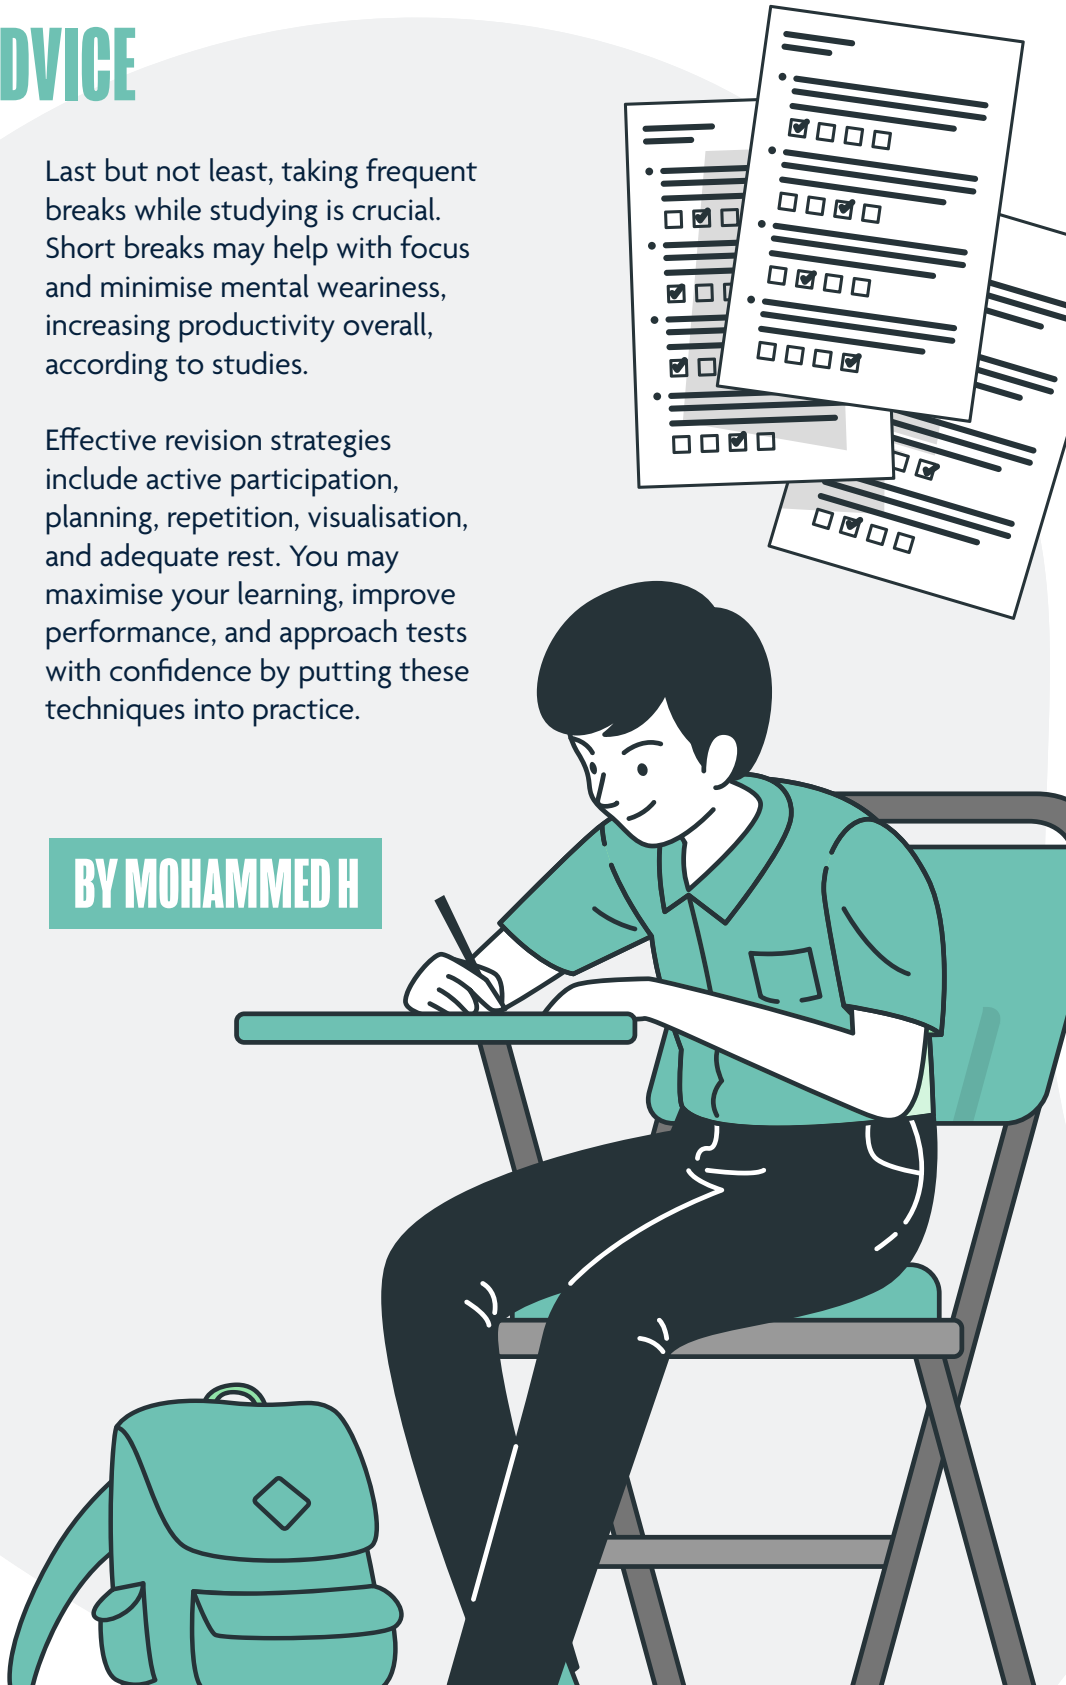 DVICE
Last but not least, taking frequent
breaks while studying is crucial.
Short breaks may help with focus
and minimise mental weariness,
increasing productivity overall,
according to studies.
Effective revision strategies
include active participation,
planning, repetition, visualisation,
and adequate rest. You may
maximise your learning, improve
performance, and approach tests
with confidence by putting these
techniques into practice.
BY MOHAMMED H